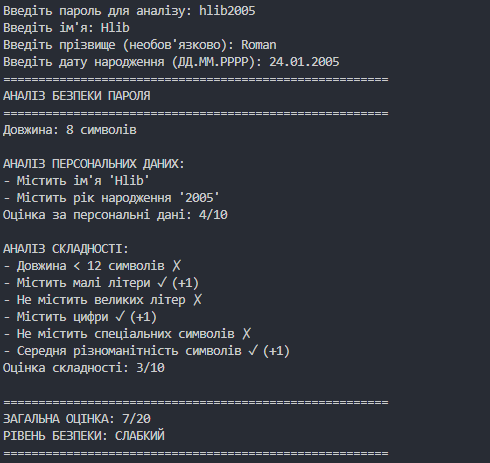 Введіть пароль для аналізу: hlib2005
Введіть ім'я: Hlib
Введіть прізвище (необов'язково): Roman
Введіть дату народження (ДД.ММ.РРРР): 24.01.2005
=======================================================
АНАЛІЗ БЕЗПЕКИ ПАРОЛЯ
=======================================================
Довжина: 8 символів

АНАЛІЗ ПЕРСОНАЛЬНИХ ДАНИХ:
- Містить ім'я 'Hlib'
- Містить рік народження '2005'
Оцінка за персональні дані: 4/10

АНАЛІЗ СКЛАДНОСТІ:
- Довжина < 12 символів ✗
- Містить малі літери ✓ (+1)
- Не містить великих літер ✗
- Містить цифри ✓ (+1)
- Не містить спеціальних символів ✗
- Середня різноманітність символів ✓ (+1)
Оцінка складності: 3/10

=======================================================
ЗАГАЛЬНА ОЦІНКА: 7/20
РІВЕНЬ БЕЗПЕКИ: СЛАБКИЙ
=======================================================